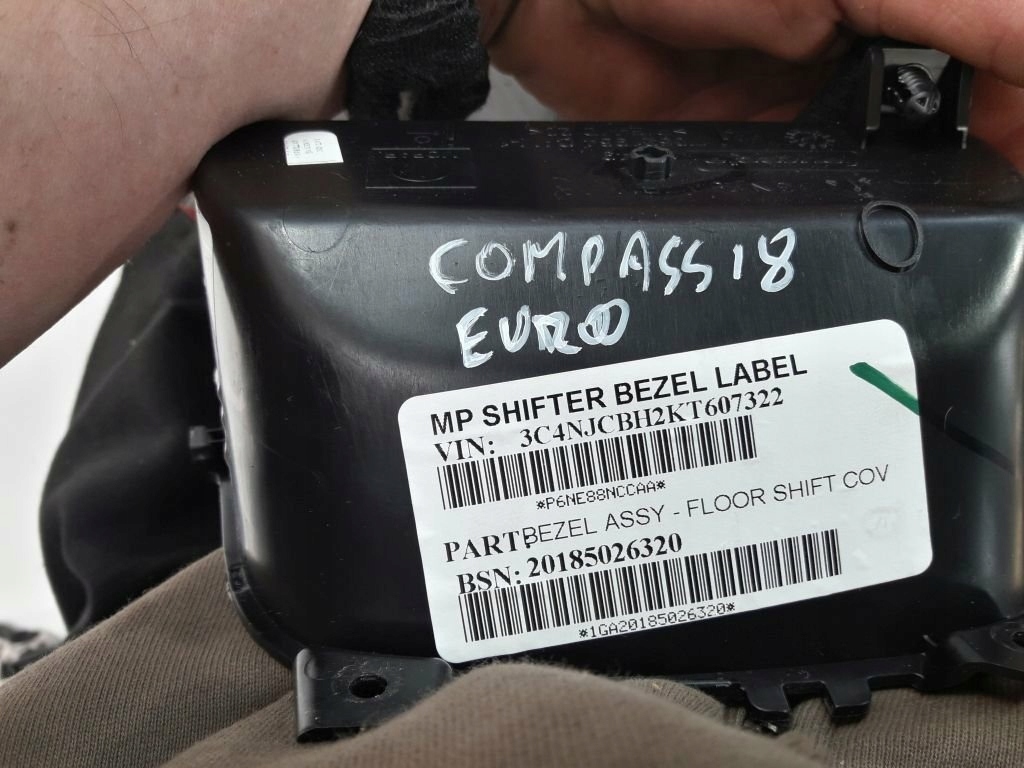 COMPASS 18
EURO
MP SHIFTER BEZEL LABEL
VIN: 3C4NJCBH2KT607322
*P6NE88NCCAA*
PART: BEZEL ASSY - FLOOR SHIFT COV
BSN: 20185026320
*1GA20185026320*